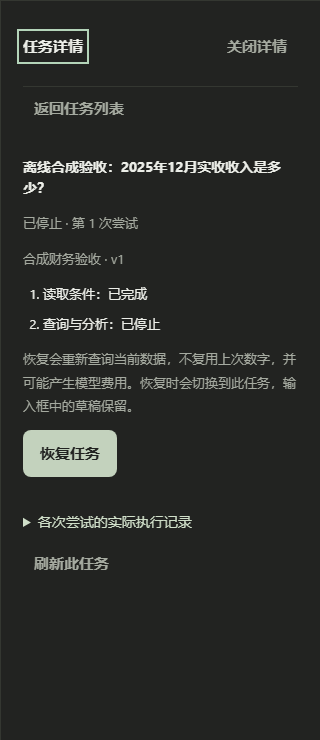 任务详情
关闭详情
返回任务列表
离线合成验收：2025年12月实收收入是多
少？
已停止 · 第 1 次尝试
合成财务验收 · v1
1. 读取条件：已完成
2. 查询与分析：已停止
恢复会重新查询当前数据，不复用上次数字，并
可能产生模型费用。恢复时会切换到此任务，输
入框中的草稿保留。
恢复任务
▶ 各次尝试的实际执行记录
刷新此任务